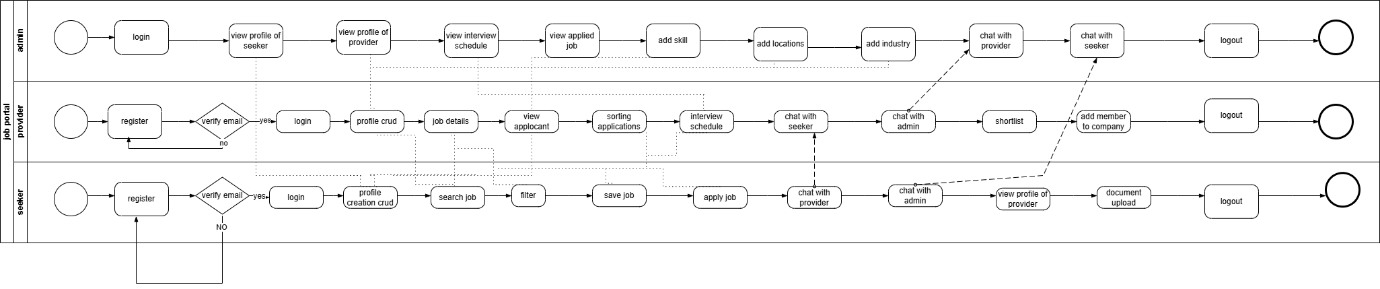 job portal
admin
login
view profile of
seeker
view profile of
provider
view interview
schedule
view applied
job
add skill
add locations
add industry
chat with
provider
chat with
seeker
logout
provider
register
verify email
yes
no
login
profile crud
job details
view
applocant
sorting
applications
interview
schedule
chat with
seeker
chat with
admin
shortlist
add member
to company
logout
seeker
register
verify email
yes
NO
login
profile
creation crud
search job
filter
save job
apply job
chat with
provider
chat with
admin
view profile of
provider
document
upload
logout